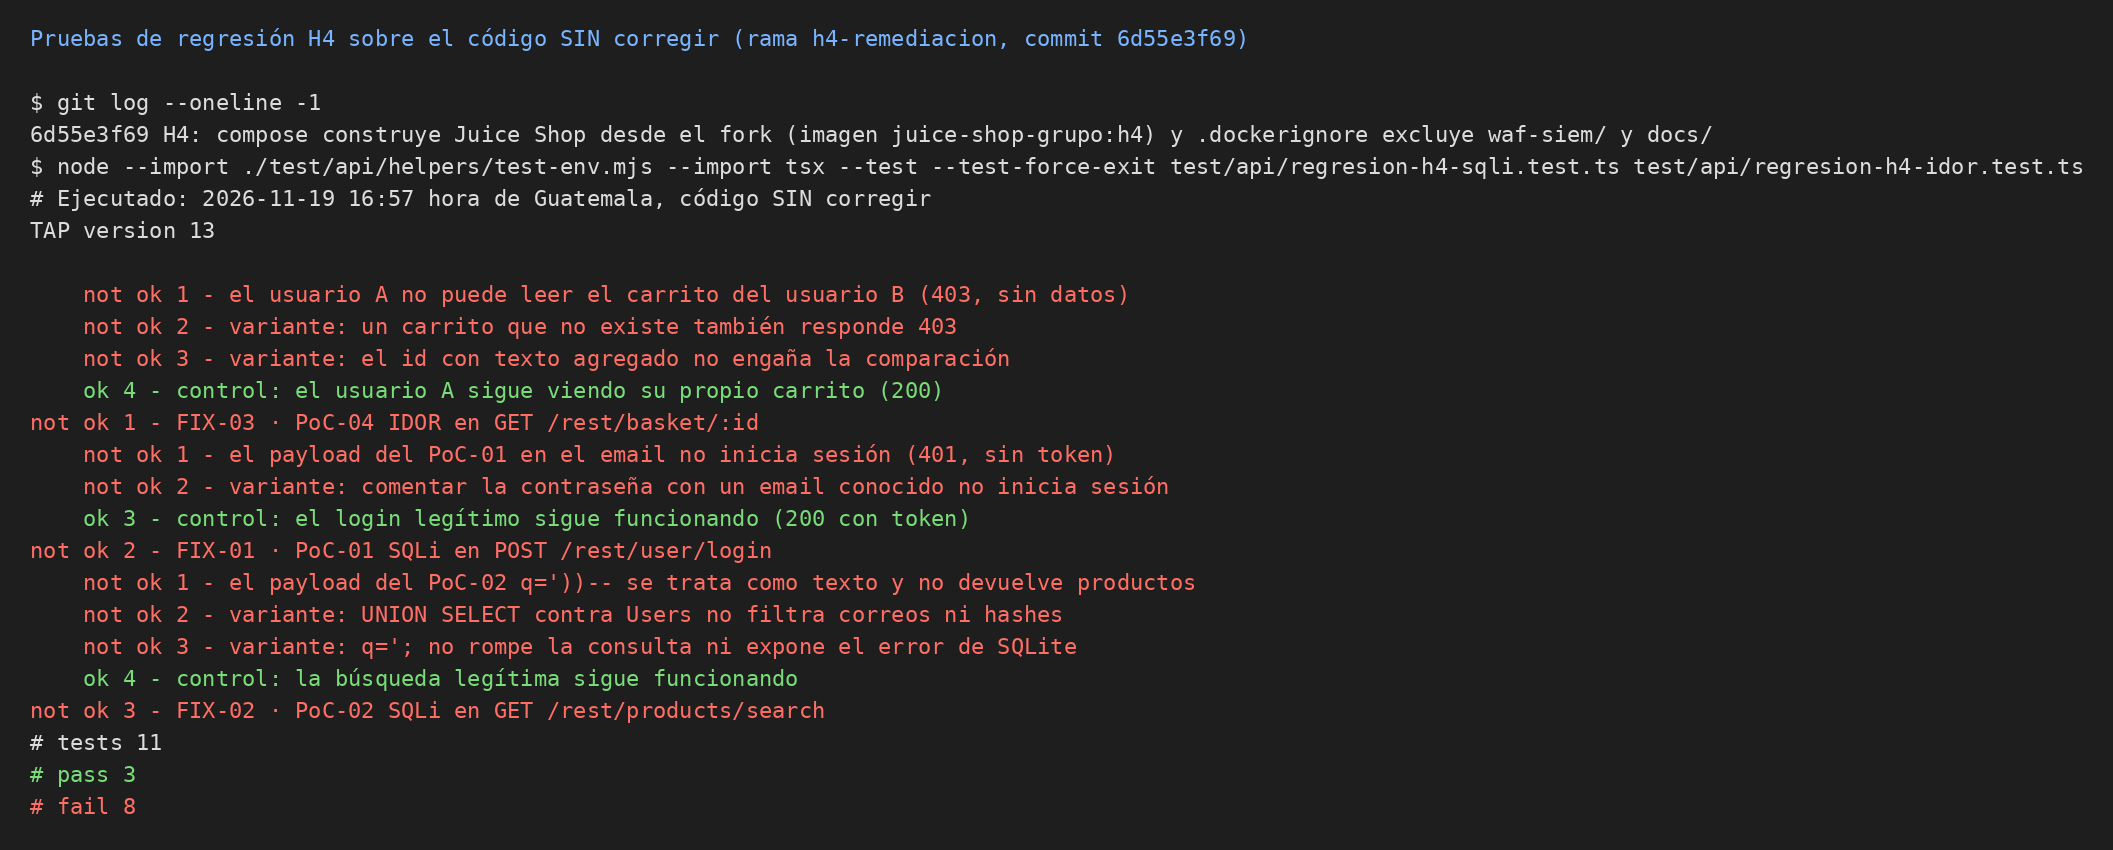 Pruebas de regresión H4 sobre el código SIN corregir (rama h4-remediacion, commit 6d55e3f69)
$ git log --oneline -1
6d55e3f69 H4: compose construye Juice Shop desde el fork (imagen juice-shop-grupo:h4) y .dockerignore excluye waf-siem/ y docs/
$ node --import ./test/api/helpers/test-env.mjs --import tsx --test --test-force-exit test/api/regresion-h4-sqli.test.ts test/api/regresion-h4-idor.test.ts
# Ejecutado: 2026-11-19 16:57 hora de Guatemala, código SIN corregir
TAP version 13
not ok 1 - el usuario A no puede leer el carrito del usuario B (403, sin datos)
not ok 2 - variante: un carrito que no existe también responde 403
not ok 3 - variante: el id con texto agregado no engaña la comparación
ok 4 - control: el usuario A sigue viendo su propio carrito (200)
not ok 1 - FIX-03 · PoC-04 IDOR en GET /rest/basket/:id
not ok 1 - el payload del PoC-01 en el email no inicia sesión (401, sin token)
not ok 2 - variante: comentar la contraseña con un email conocido no inicia sesión
ok 3 - control: el login legítimo sigue funcionando (200 con token)
not ok 2 - FIX-01 · PoC-01 SQLi en POST /rest/user/login
not ok 1 - el payload del PoC-02 q='))-- se trata como texto y no devuelve productos
not ok 2 - variante: UNION SELECT contra Users no filtra correos ni hashes
not ok 3 - variante: q='; no rompe la consulta ni expone el error de SQLite
ok 4 - control: la búsqueda legítima sigue funcionando
not ok 3 - FIX-02 · PoC-02 SQLi en GET /rest/products/search
# tests 11
# pass 3
# fail 8